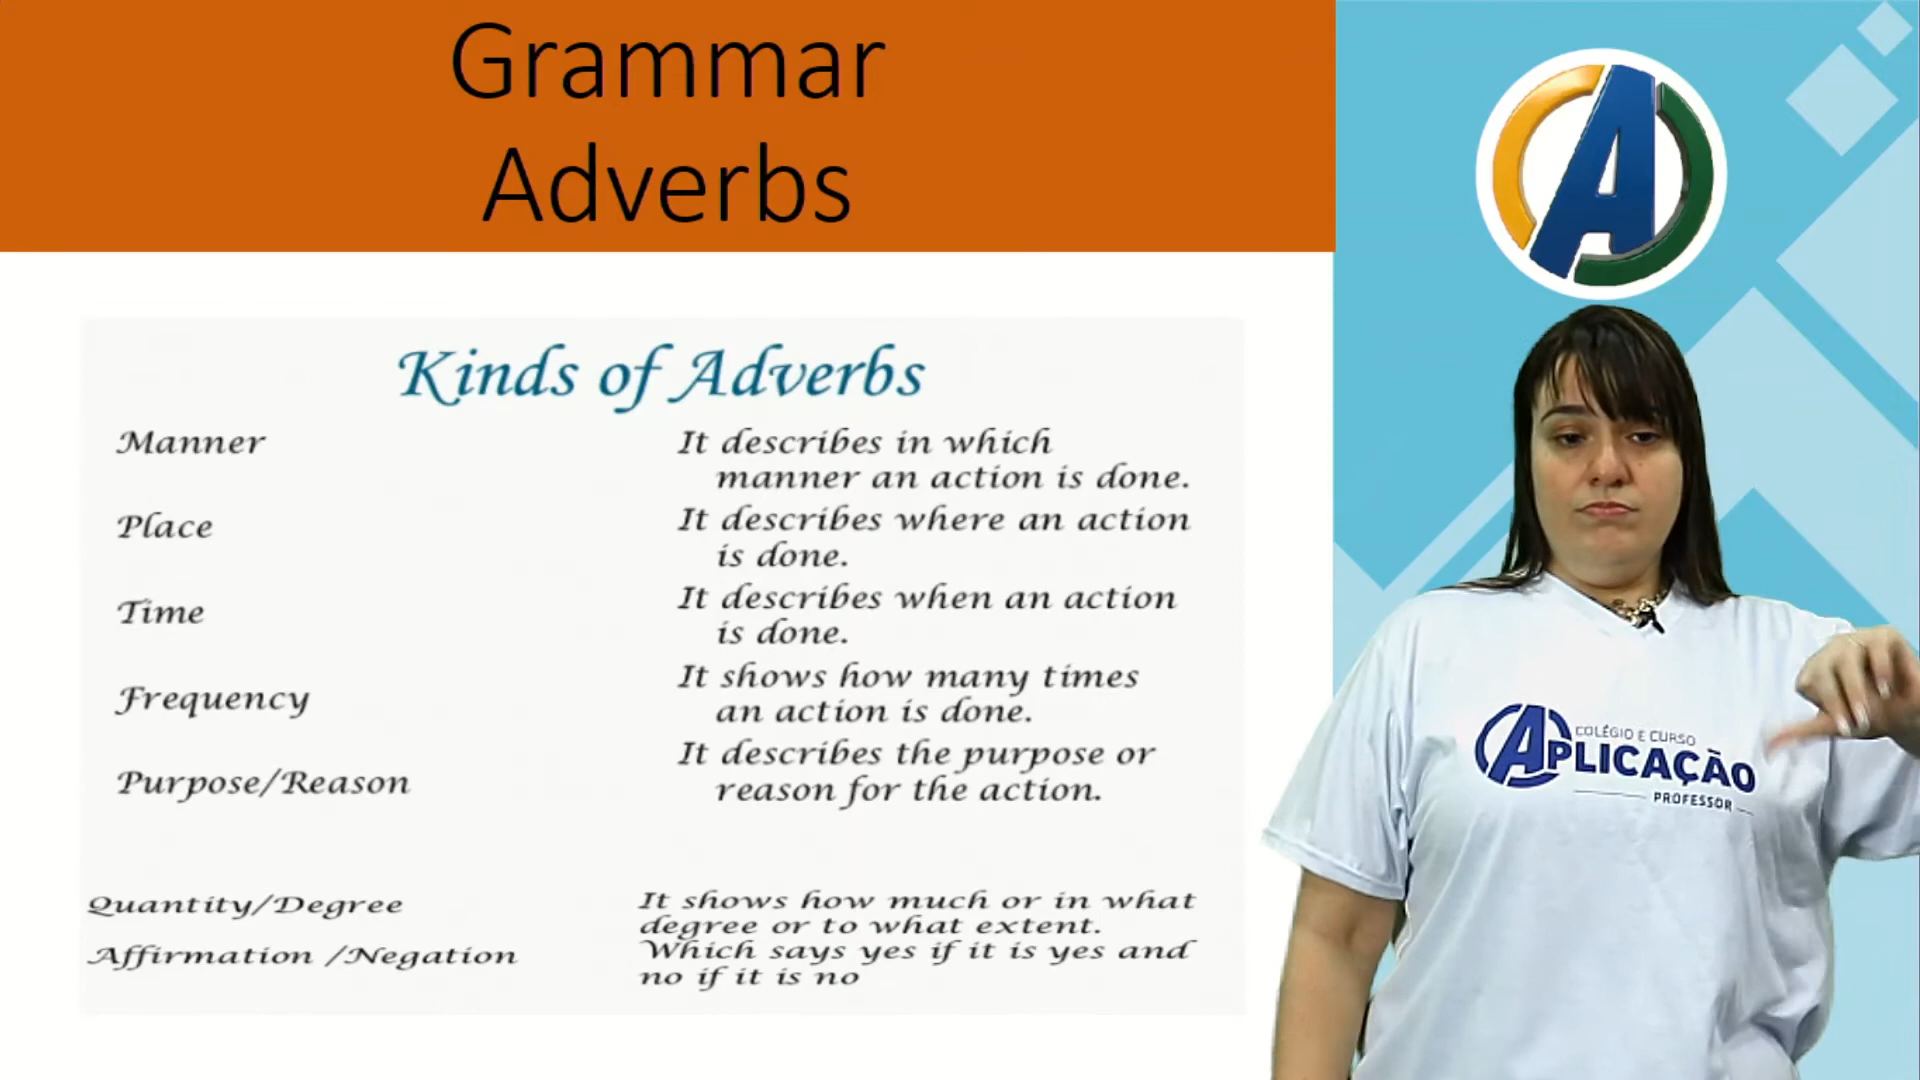 Grammar
Adverbs
Kinds of Adverbs
Manner
It describes in which
manner an action is done.
Place
It describes where an action
is done.
Time
It describes when an action
is done.
Frequency
It shows how many times
an action is done.
Purpose/Reason
It describes the purpose or
reason for the action.
Quantity/Degree
It shows how much or in what
degree or to what extent.
Affirmation /Negation
Which says yes if it is yes and
no if it is no
A
COLÉGIO E CURSO
APLICAÇÃO
PROFESSOR